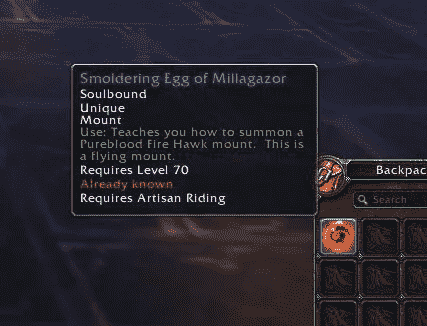 Smoldering Egg of Millagazor
Soulbound
Unique
Mount
Use: Teaches you how to summon a
Pureblood Fire Hawk mount.  This is
a flying mount.
Requires Level 70
Already known
Requires Artisan Riding
Backpac
Search